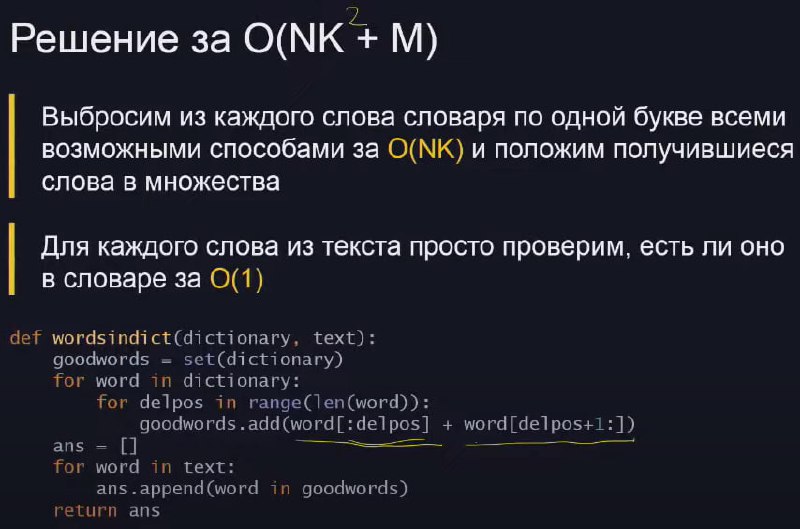 Решение за O(NK² + M)
Выбросим из каждого слова словаря по одной букве всеми
возможными способами за O(NK) и положим получившиеся
слова в множества
Для каждого слова из текста просто проверим, есть ли оно
в словаре за O(1)
def wordsindict(dictionary, text):
    goodwords = set(dictionary)
    for word in dictionary:
        for delpos in range(len(word)):
            goodwords.add(word[:delpos] + word[delpos+1:])
    ans = []
    for word in text:
        ans.append(word in goodwords)
    return ans